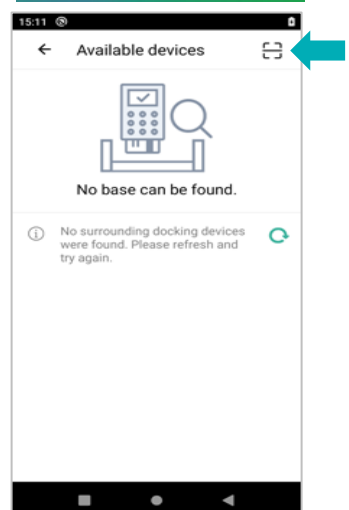 15:11
Available devices
No base can be found.
No surrounding docking devices
were found. Please refresh and
try again.